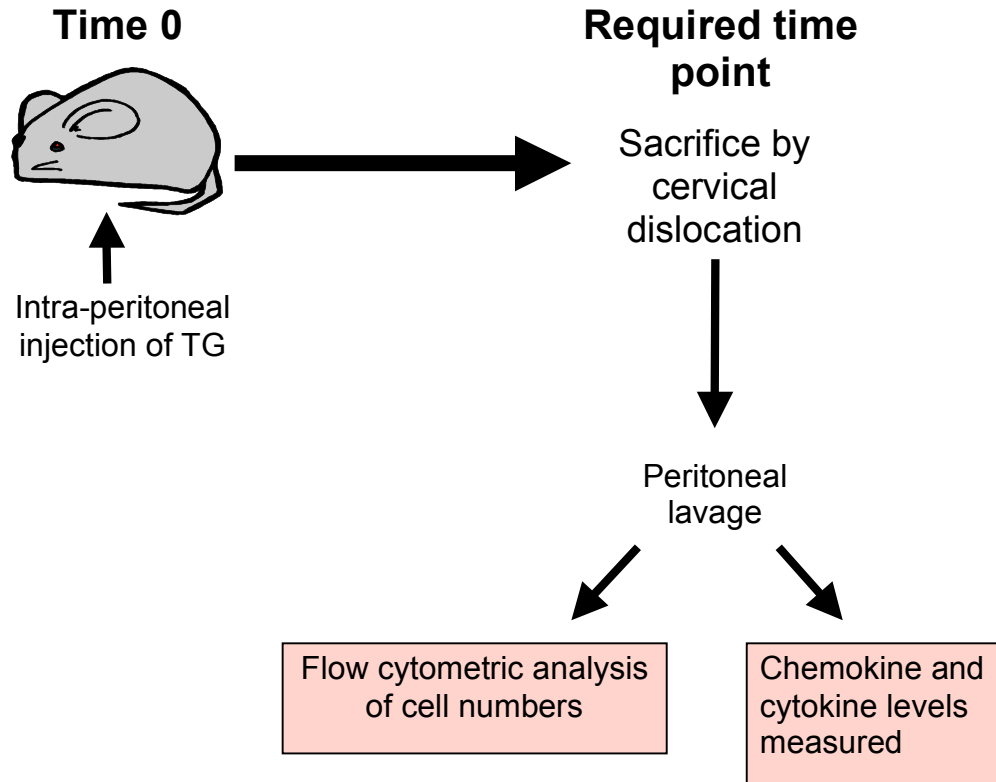 Time 0
Required time
point
Sacrifice by
cervical
dislocation
Intra-peritoneal
injection of TG
Peritoneal
lavage
Flow cytometric analysis
of cell numbers
Chemokine and
cytokine levels
measured